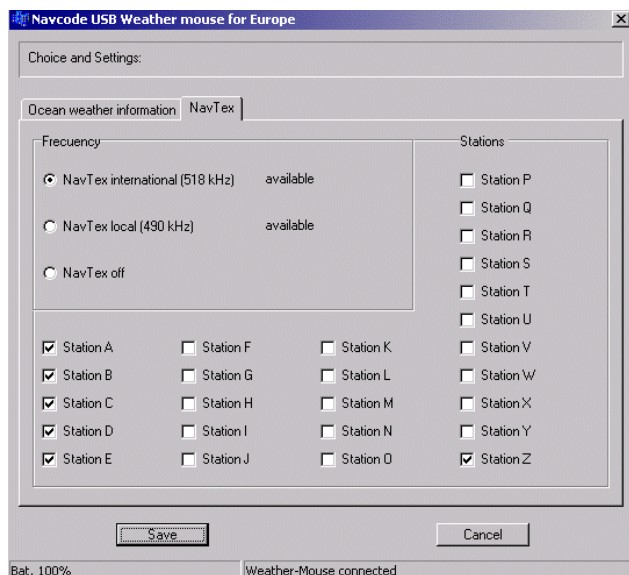 Navcode USB Weather mouse for Europe
Choice and Settings:
Ocean weather information
NavTex
Frecuency
NavTex international (518 kHz) available
NavTex local (490 kHz) available
NavTex off
Stations
Station P
Station Q
Station R
Station S
Station T
Station U
Station A Station F Station K Station V
Station B Station G Station L Station W
Station C Station H Station M Station X
Station D Station I Station N Station Y
Station E Station J Station O Station Z
Save Cancel
Bat. 100% Weather-Mouse connected